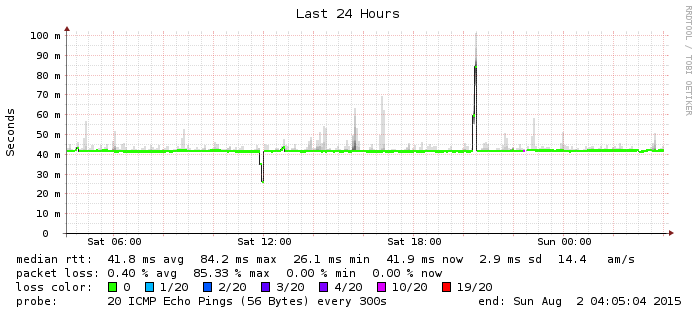 Last 24 Hours
RRDTOOL / TOBI OETIKER
Seconds
100 m
90 m
80 m
70 m
60 m
50 m
40 m
30 m
20 m
10 m
0
Sat 06:00 Sat 12:00 Sat 18:00 Sun 00:00
median rtt: 41.8 ms avg 84.2 ms max 26.1 ms min 41.9 ms now 2.9 ms sd 14.4 am/s
packet loss: 0.40 % avg 85.33 % max 0.00 % min 0.00 % now
loss color: 0 1/20 2/20 3/20 4/20 10/20 19/20
probe: 20 ICMP Echo Pings (56 Bytes) every 300s end: Sun Aug 2 04:05:04 2015